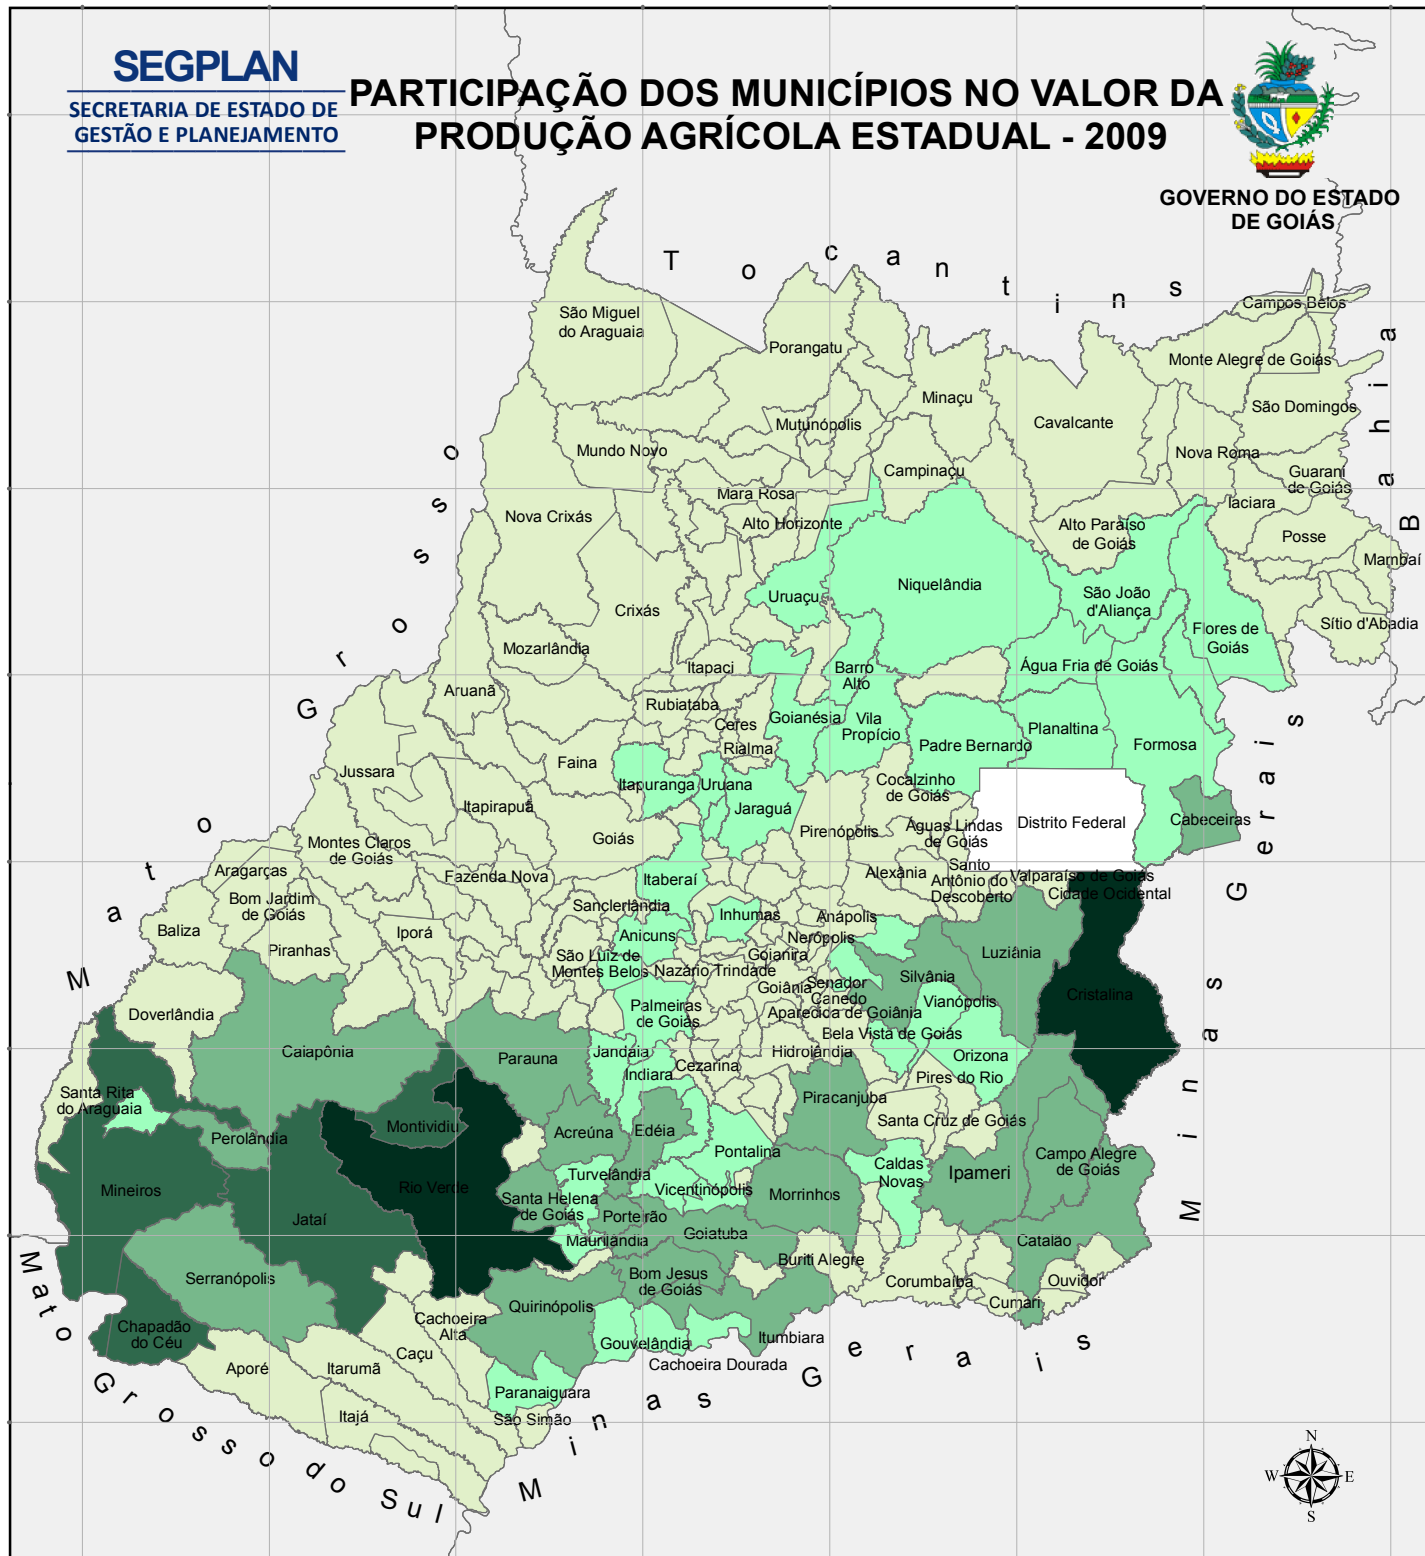 SEGPLAN
SECRETARIA DE ESTADO DE
GESTÃO E PLANEJAMENTO
PARTICIPAÇÃO DOS MUNICÍPIOS NO VALOR DA
PRODUÇÃO AGRÍCOLA ESTADUAL - 2009
GOVERNO DO ESTADO
DE GOIÁS
Tocantins
Bahia
Mato Grosso
Minas Gerais
Mato Grosso do Sul
Minas Gerais
São Miguel
do Araguaia
Porangatu
Campos Belos
Monte Alegre de Goiás
Minaçu
São Domingos
Cavalcante
Mutunópolis
Mundo Novo
Nova Roma
Campinaçu
Guarani
de Goiás
Mara Rosa
Iaciara
Nova Crixás
Alto Horizonte
Alto Paraíso
de Goiás
Posse
Mambaí
Niquelândia
Uruaçu
São João
d'Aliança
Crixás
Sítio d'Abadia
Flores de
Goiás
Mozarlândia
Itapaci
Barro
Alto
Água Fria de Goiás
Aruanã
Rubiataba
Goianésia
Ceres
Vila
Propício
Planaltina
Rialma
Padre Bernardo
Formosa
Faina
Jussara
Itapuranga
Uruana
Cocalzinho
de Goiás
Itapirapuã
Jaraguá
Goiás
Pirenópolis
Águas Lindas
de Goiás
Distrito Federal
Cabeceiras
Montes Claros
de Goiás
Aragarças
Fazenda Nova
Itaberaí
Alexânia
Santo
Antônio do
Descoberto
Valparaíso de Goiás
Cidade Ocidental
Bom Jardim
de Goiás
Sanclerlândia
Inhumas
Anápolis
Baliza
Iporá
Anicuns
Nerópolis
Piranhas
São Luiz de
Montes Belos
Goianira
Luziânia
Nazário
Trindade
Silvânia
Goiânia
Senador
Canedo
Cristalina
Vianópolis
Doverlândia
Palmeiras
de Goiás
Aparecida de Goiânia
Bela Vista de Goiás
Caiapônia
Parauna
Jandáia
Hidrolândia
Orizona
Indiara
Cezarina
Pires do Rio
Santa Rita
do Araguaia
Piracanjuba
Montividiu
Santa Cruz de Goiás
Perolândia
Acreúna
Edéia
Pontalina
Campo Alegre
de Goiás
Caldas
Novas
Ipameri
Turvelândia
Mineiros
Rio Verde
Vicentinópolis
Morrinhos
Santa Helena
de Goiás
Jataí
Porteirão
Goiatuba
Maurilândia
Catalão
Buriti Alegre
Serranópolis
Bom Jesus
de Goiás
Corumbaíba
Ouvidor
Cumari
Quirinópolis
Cachoeira
Alta
Chapadão
do Céu
Itumbiara
Gouvelândia
Caçu
Aporé
Itarumã
Cachoeira Dourada
Paranaiguara
Itajá
São Simão
N
W
E
S